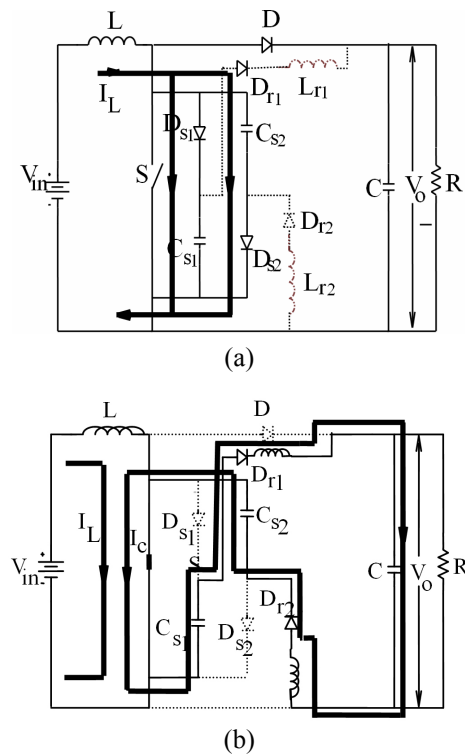 L
D
I_L
D_r1
L_r1
D_s1
C_s2
V_in
S
C
V_o
R
D_r2
C_s1
D_s2
L_r2
(a)
L
D
D_r1
D_s1
C_s2
I_L
I_c
S
V_in
C
V_o
R
D_r2
C_s1
D_s2
(b)